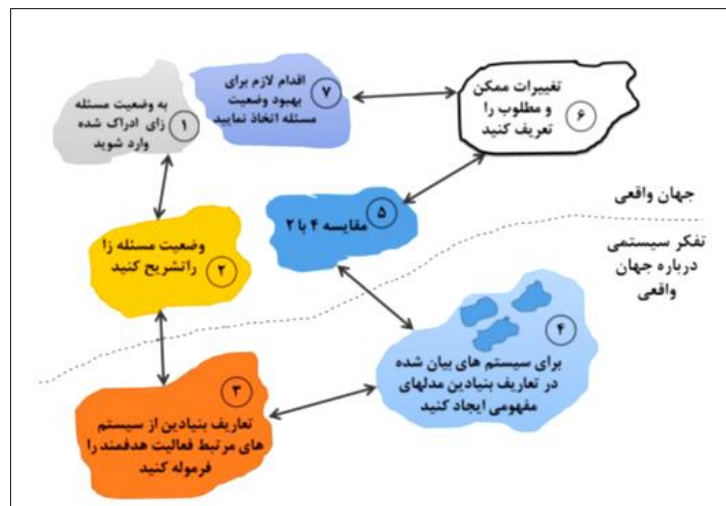 به وضعیت مسئله
زای ادراک شده
وارد شوید
۱
وضعیت مسئله زا
راتشریح کنید
۲
۳
تعاریف بنیادین از سیستم
های مرتبط فعالیت هدفمند را
فرموله کنید
۴
برای سیستم های بیان شده
در تعاریف بنیادین مدلهای
مفهومی ایجاد کنید
۵
مقایسه ۴ با ۲
تغییرات ممکن
و مطلوب را
تعریف کنید
۶
اقدام لازم برای
بهبود وضعیت
مسئله اتخاذ نمایید
۷
جهان واقعی
تفکر سیستمی
درباره جهان
واقعی